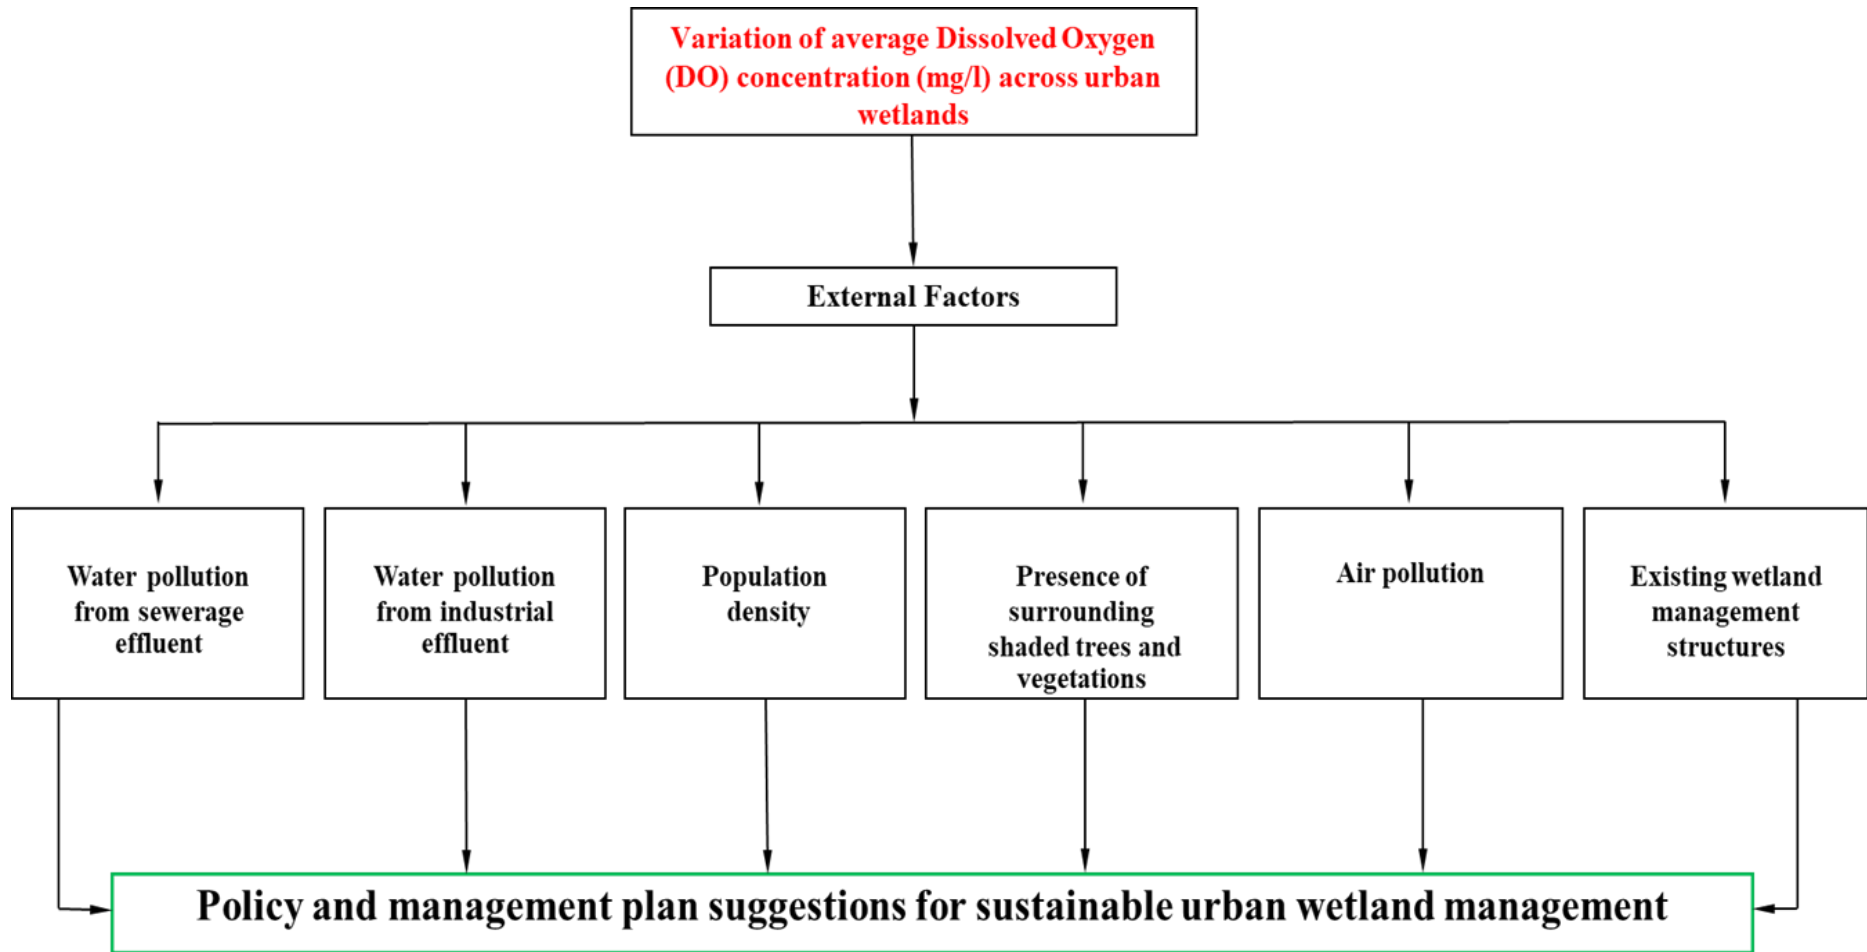 Variation of average Dissolved Oxygen
(DO) concentration (mg/l) across urban
wetlands
External Factors
Water pollution
from sewerage
effluent
Water pollution
from industrial
effluent
Population
density
Presence of
surrounding
shaded trees and
vegetations
Air pollution
Existing wetland
management
structures
Policy and management plan suggestions for sustainable urban wetland management